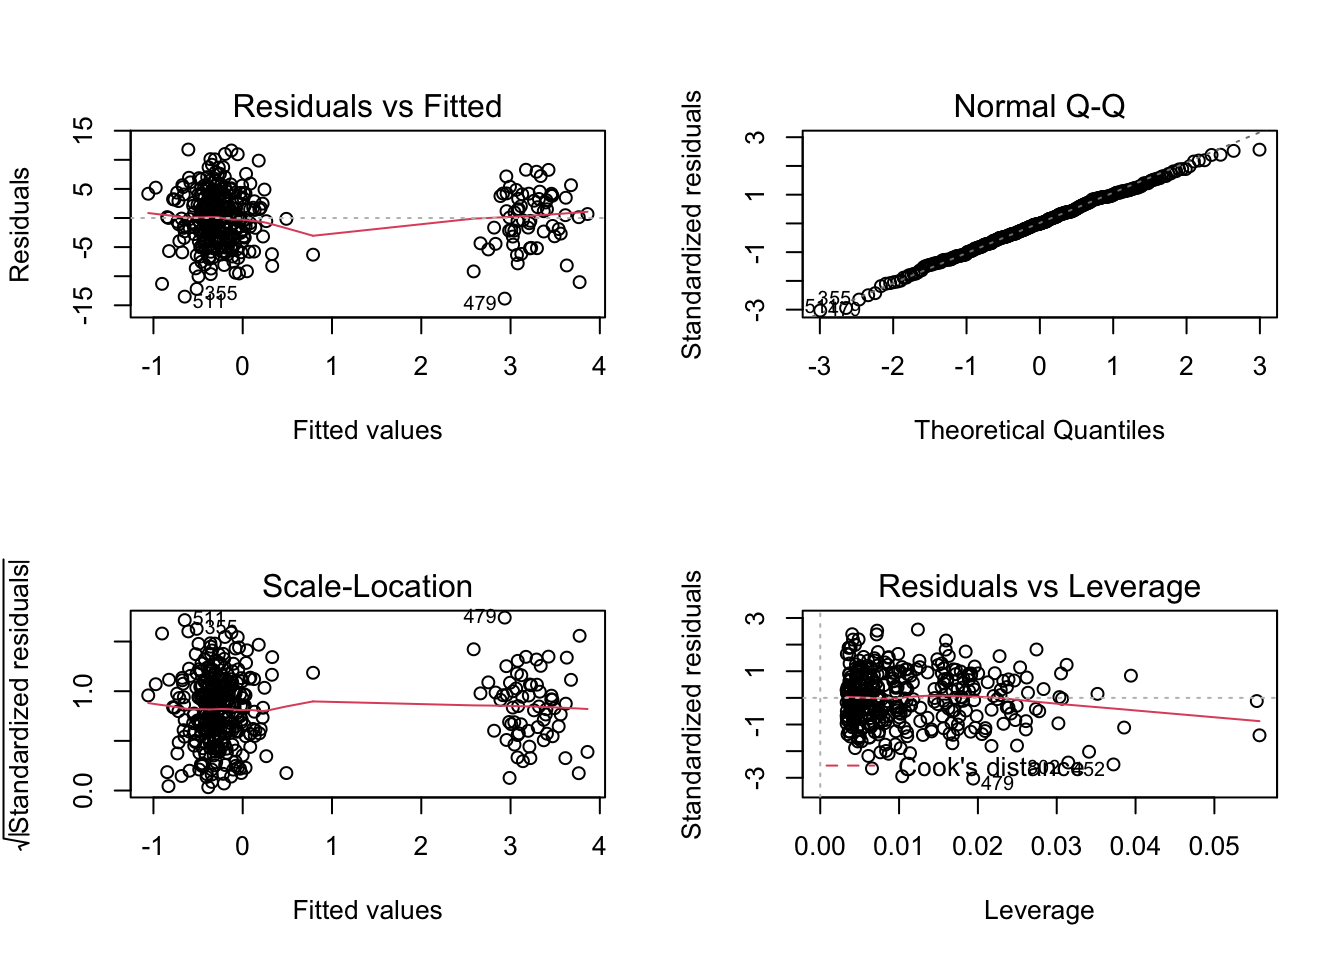 Residuals vs Fitted
Residuals
15
5
-5
-15
355
511
479
-1 0 1 2 3 4
Fitted values
Normal Q-Q
Standardized residuals
3
1
-1
-3
355
511
479
-3 -2 -1 0 1 2 3
Theoretical Quantiles
Scale-Location
√|Standardized residuals|
1.0
0.0
511
355
479
-1 0 1 2 3 4
Fitted values
Residuals vs Leverage
Standardized residuals
3
1
-1
-3
Cook's distance
452
479
0.00 0.01 0.02 0.03 0.04 0.05
Leverage